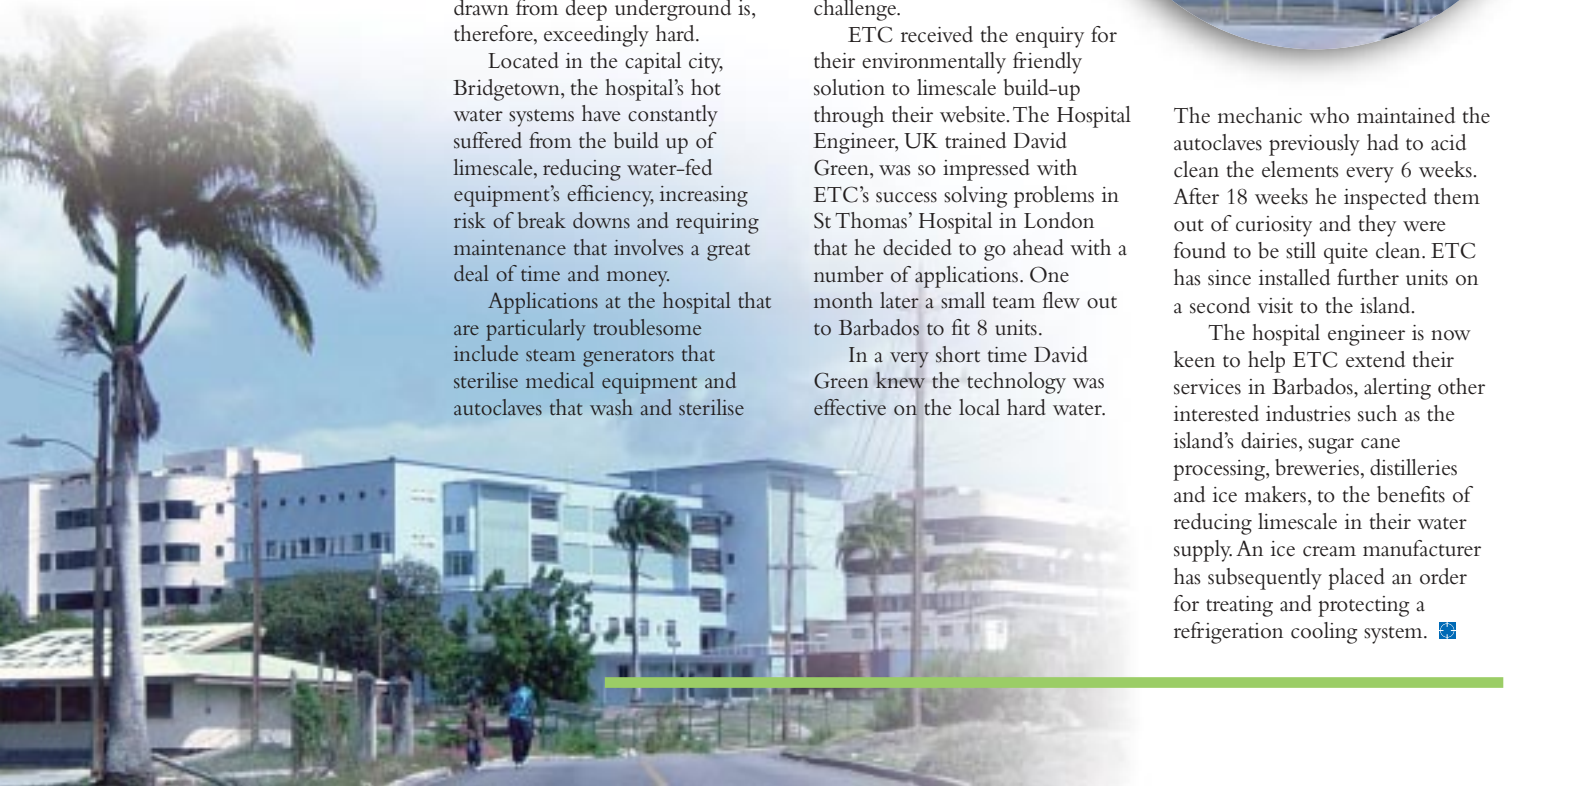 drawn from deep underground is,
therefore, exceedingly hard.
Located in the capital city,
Bridgetown, the hospital's hot
water systems have constantly
suffered from the build up of
limescale, reducing water-fed
equipment's efficiency, increasing
risk of break downs and requiring
maintenance that involves a great
deal of time and money.
Applications at the hospital that
are particularly troublesome
include steam generators that
sterilise medical equipment and
autoclaves that wash and sterilise
challenge.
ETC received the enquiry for
their environmentally friendly
solution to limescale build-up
through their website. The Hospital
Engineer, UK trained David
Green, was so impressed with
ETC's success solving problems in
St Thomas' Hospital in London
that he decided to go ahead with a
number of applications. One
month later a small team flew out
to Barbados to fit 8 units.
In a very short time David
Green knew the technology was
effective on the local hard water.
The mechanic who maintained the
autoclaves previously had to acid
clean the elements every 6 weeks.
After 18 weeks he inspected them
out of curiosity and they were
found to be still quite clean. ETC
has since installed further units on
a second visit to the island.
The hospital engineer is now
keen to help ETC extend their
services in Barbados, alerting other
interested industries such as the
island's dairies, sugar cane
processing, breweries, distilleries
and ice makers, to the benefits of
reducing limescale in their water
supply. An ice cream manufacturer
has subsequently placed an order
for treating and protecting a
refrigeration cooling system.